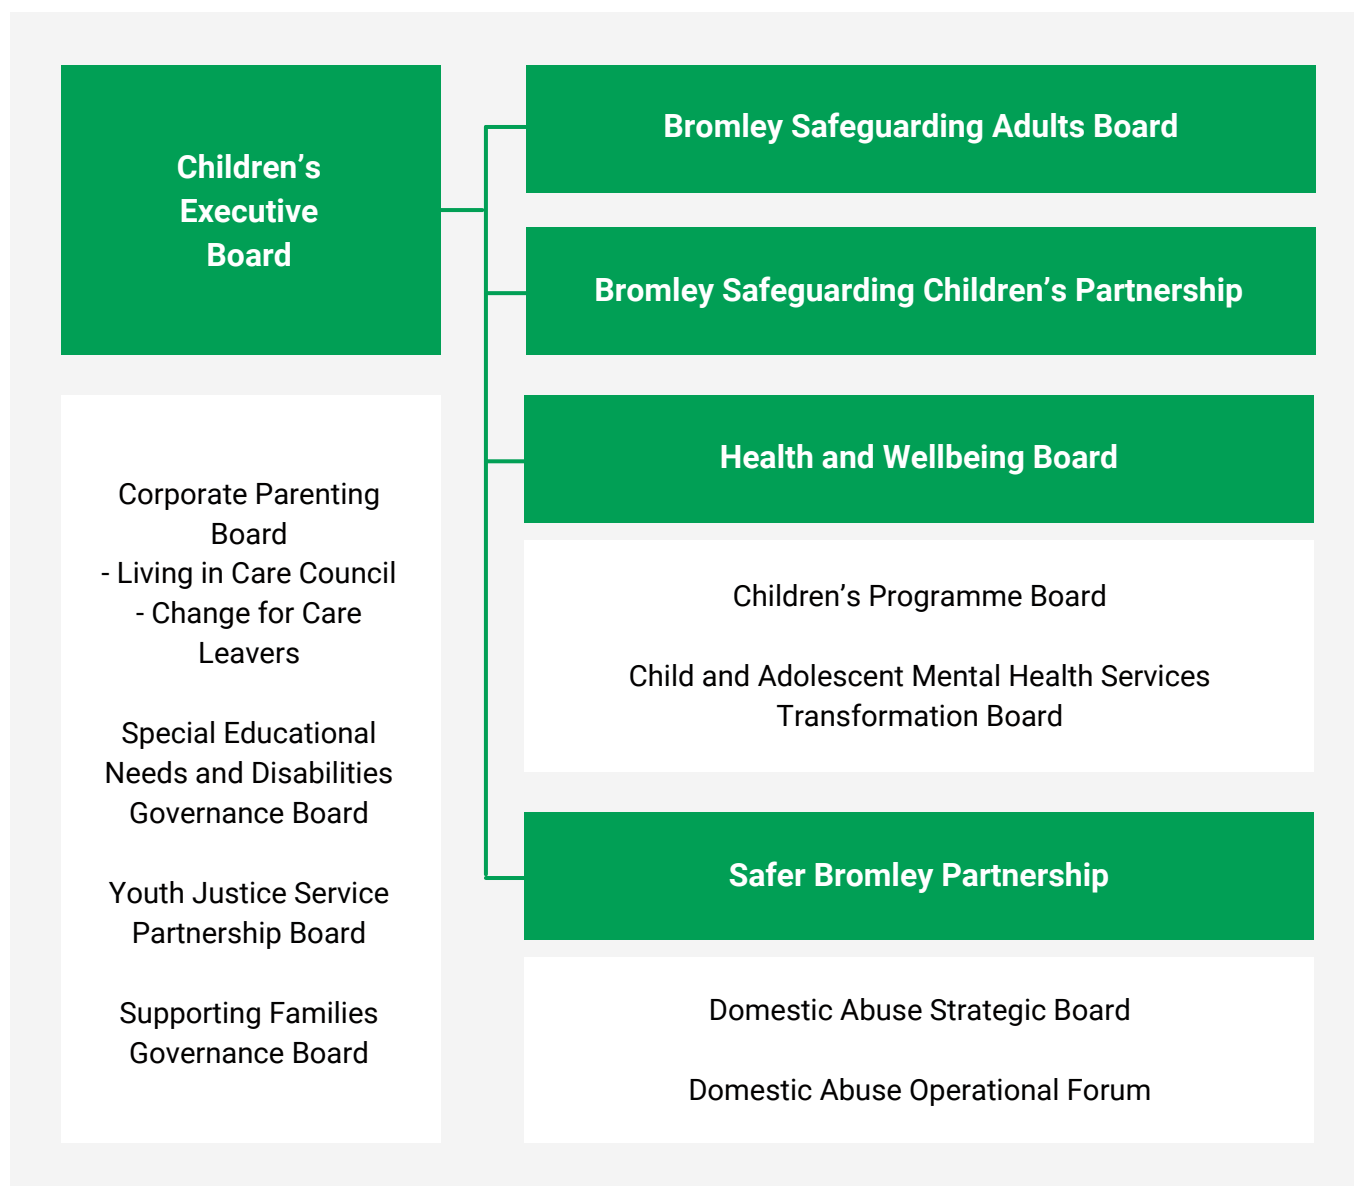 Children’s
Executive
Board
Corporate Parenting
Board
- Living in Care Council
- Change for Care
Leavers
Special Educational
Needs and Disabilities
Governance Board
Youth Justice Service
Partnership Board
Supporting Families
Governance Board
Bromley Safeguarding Adults Board
Bromley Safeguarding Children’s Partnership
Health and Wellbeing Board
Children’s Programme Board
Child and Adolescent Mental Health Services
Transformation Board
Safer Bromley Partnership
Domestic Abuse Strategic Board
Domestic Abuse Operational Forum